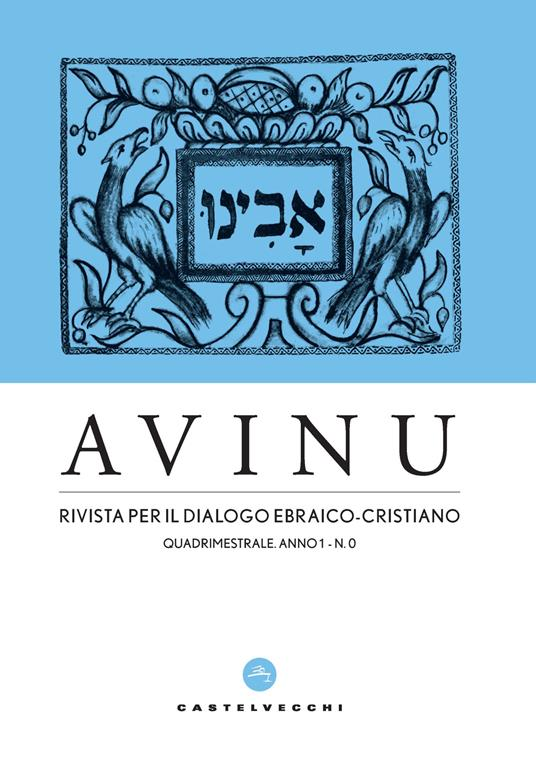 אָבִינוּ
AVINU
RIVISTA PER IL DIALOGO EBRAICO-CRISTIANO
QUADRIMESTRALE. ANNO 1 - N. 0
CASTELVECCHI